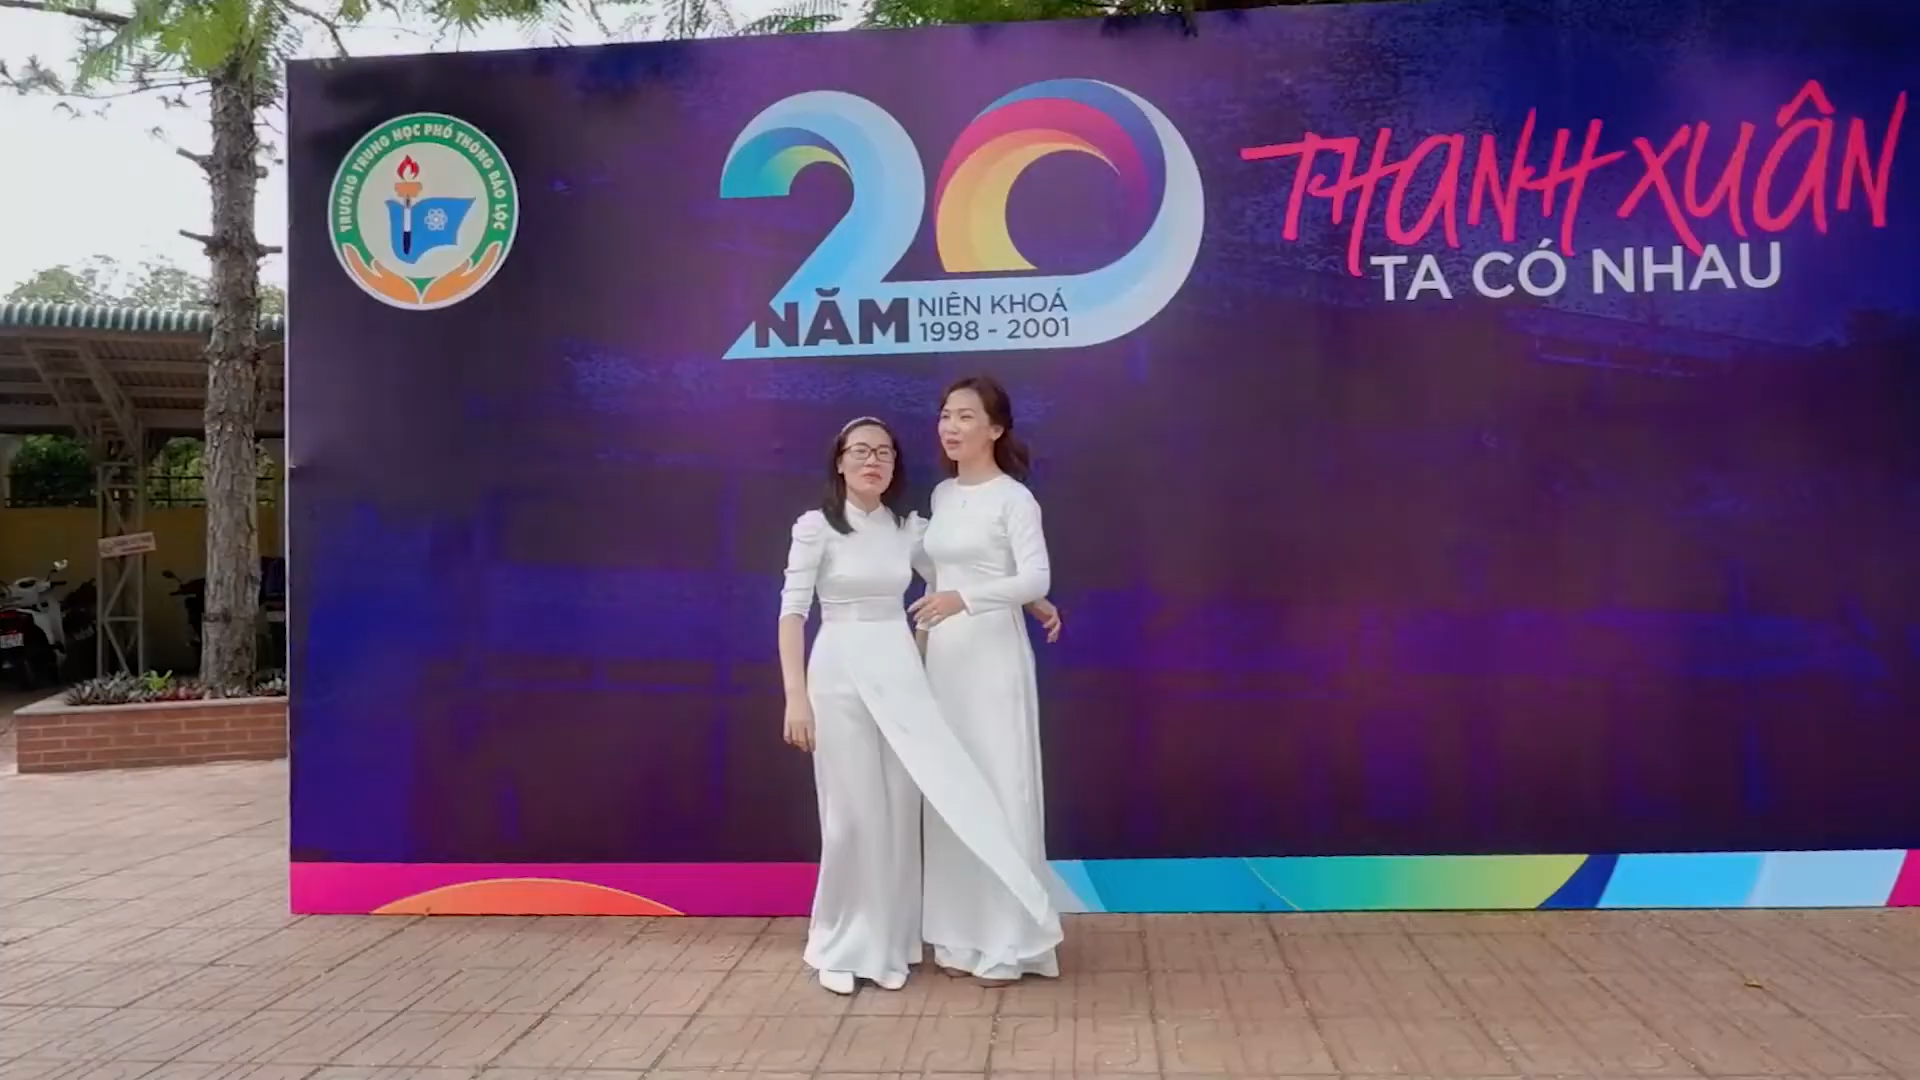 TRƯỜNG TRUNG HỌC PHỔ THÔNG BẢO LỘC
20
NĂM
NIÊN KHOÁ
1998 - 2001
THANH XUÂN
TA CÓ NHAU